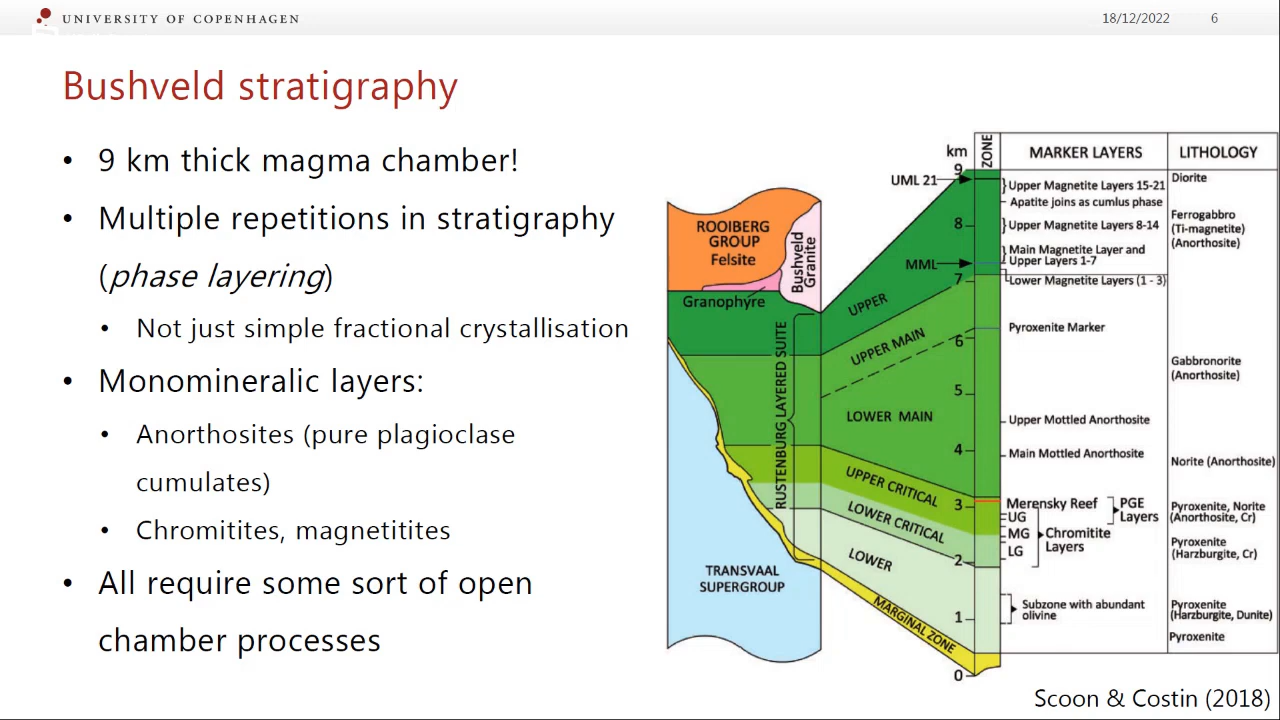 UNIVERSITY OF COPENHAGEN
18/12/2022 6
Bushveld stratigraphy
• 9 km thick magma chamber!
• Multiple repetitions in stratigraphy
(phase layering)
• Not just simple fractional crystallisation
• Monomineralic layers:
• Anorthosites (pure plagioclase
cumulates)
• Chromitites, magnetitites
• All require some sort of open
chamber processes
ROOIBERG
GROUP
Felsite
Bushveld
Granite
Granophyre
RUSTENBURG LAYERED SUITE
TRANSVAAL
SUPERGROUP
UPPER
UPPER MAIN
LOWER MAIN
UPPER CRITICAL
LOWER CRITICAL
LOWER
MARGINAL ZONE
km
9
8
7
6
5
4
3
2
1
0
UML 21
MML
ZONE
MARKER LAYERS
Upper Magnetite Layers 15-21
Apatite joins as cumlus phase
Upper Magnetite Layers 8-14
Main Magnetite Layer and
Upper Layers 1-7
Lower Magnetite Layers (1 - 3)
Pyroxenite Marker
Upper Mottled Anorthosite
Main Mottled Anorthosite
Merensky Reef
UG
MG
LG
PGE
Layers
Chromitite
Layers
Subzone with abundant
olivine
LITHOLOGY
Diorite
Ferrogabbro
(Ti-magnetite)
(Anorthosite)
Gabbronorite
(Anorthosite)
Norite (Anorthosite)
Pyroxenite, Norite
(Anorthosite, Cr)
Pyroxenite
(Harzburgite, Cr)
Pyroxenite
(Harzburgite, Dunite)
Pyroxenite
Scoon & Costin (2018)